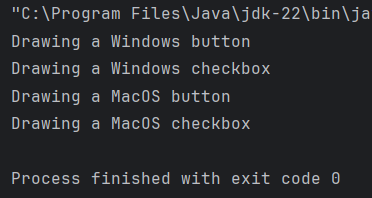 "C:\Program Files\Java\jdk-22\bin\ja
Drawing a Windows button
Drawing a Windows checkbox
Drawing a MacOS button
Drawing a MacOS checkbox
Process finished with exit code 0